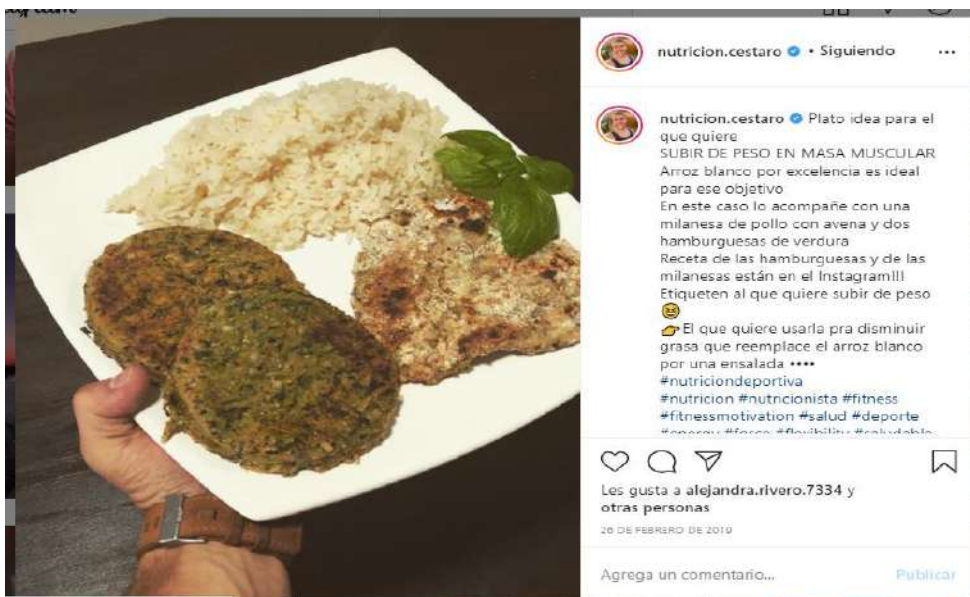 nutricion.cestaro • Siguiendo
nutricion.cestaro Plato idea para el
que quiere
SUBIR DE PESO EN MASA MUSCULAR
Arroz blanco por excelencia es ideal
para ese objetivo
En este caso lo acompañe con una
milanesa de pollo con avena y dos
hamburguesas de verdura
Receta de las hamburguesas y de las
milanesas están en el Instagram!!!
Etiqueten al que quiere subir de peso
😆
👉El que quiere usarla pra disminuir
grasa que reemplace el arroz blanco
por una ensalada ••••
#nutriciondeportiva
#nutricion #nutricionista #fitness
#fitnessmotivation #salud #deporte
#energy #force #flexibility #saludable
Les gusta a alejandra.rivero.7334 y
otras personas
26 DE FEBRERO DE 2019
Agrega un comentario... Publicar